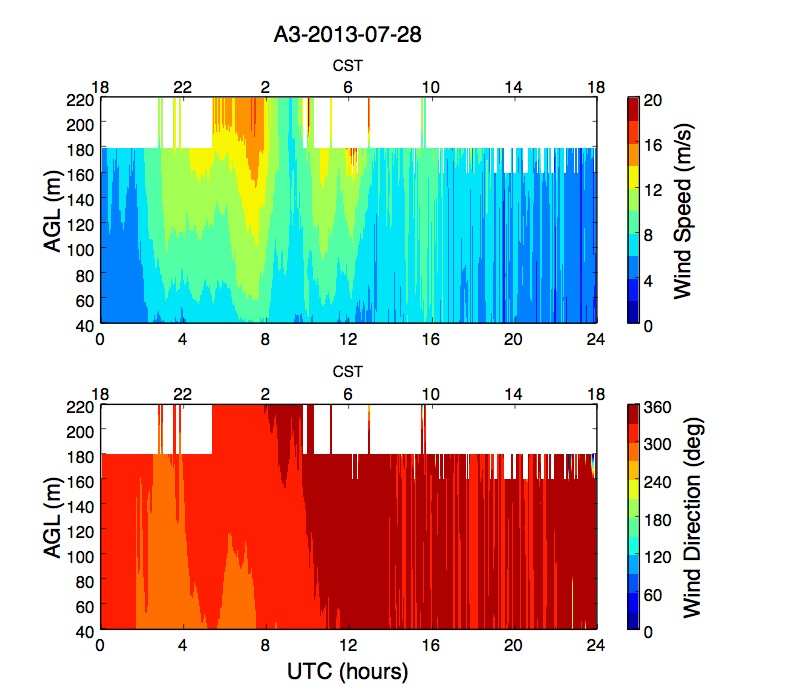 A3-2013-07-28
CST
18 22 2 6 10 14 18
220
200
180
160
140
120
100
80
60
40
AGL (m)
0 4 8 12 16 20 24
20
16
12
8
4
0
Wind Speed (m/s)
CST
18 22 2 6 10 14 18
220
200
180
160
140
120
100
80
60
40
AGL (m)
0 4 8 12 16 20 24
UTC (hours)
360
300
240
180
120
60
0
Wind Direction (deg)